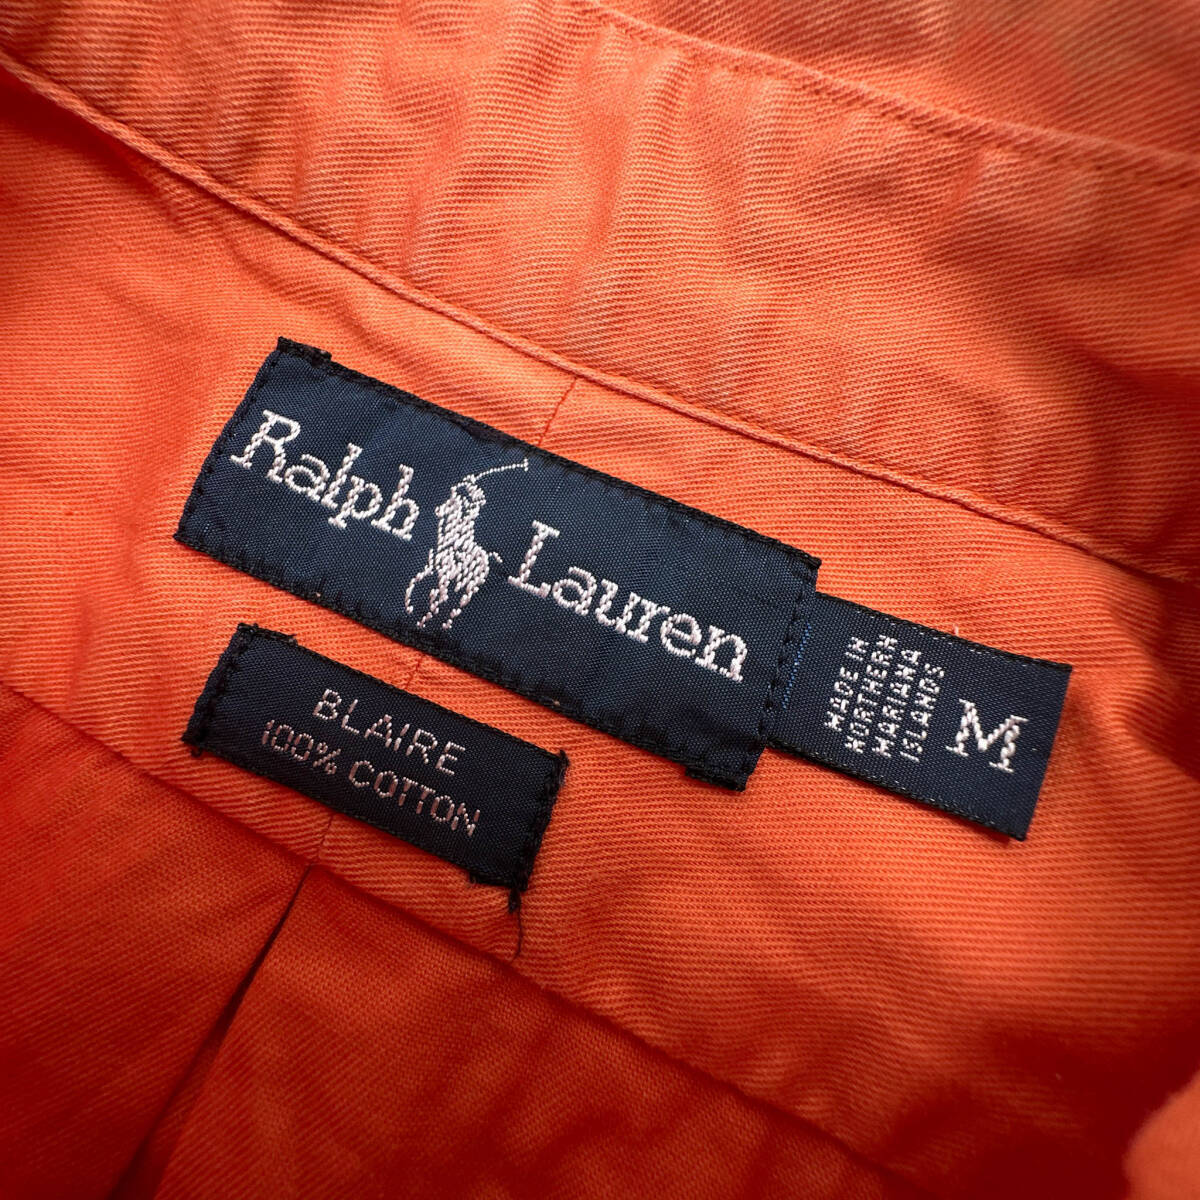 Ralph Lauren
MADE IN
NORTHERN
MARIANA
ISLANDS
M
BLAIRE
100% COTTON